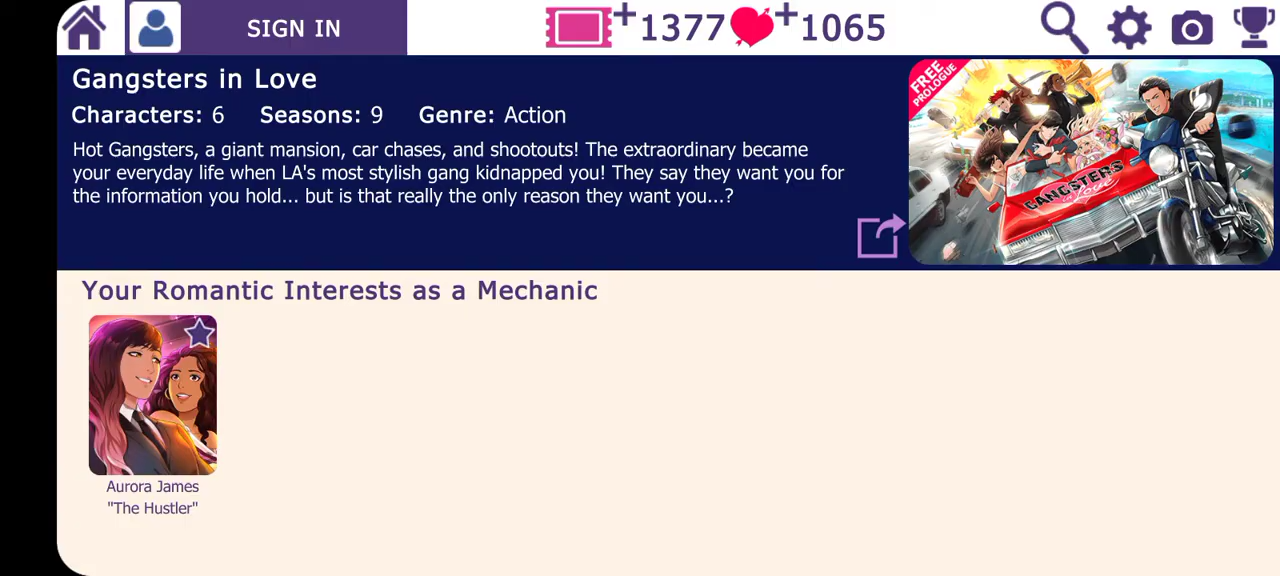 SIGN IN
+1377
+1065
Gangsters in Love
Characters: 6 Seasons: 9 Genre: Action
Hot Gangsters, a giant mansion, car chases, and shootouts! The extraordinary became
your everyday life when LA's most stylish gang kidnapped you! They say they want you for
the information you hold... but is that really the only reason they want you...?
FREE
PROLOGUE
GANGSTERS
in Love
Your Romantic Interests as a Mechanic
Aurora James
"The Hustler"